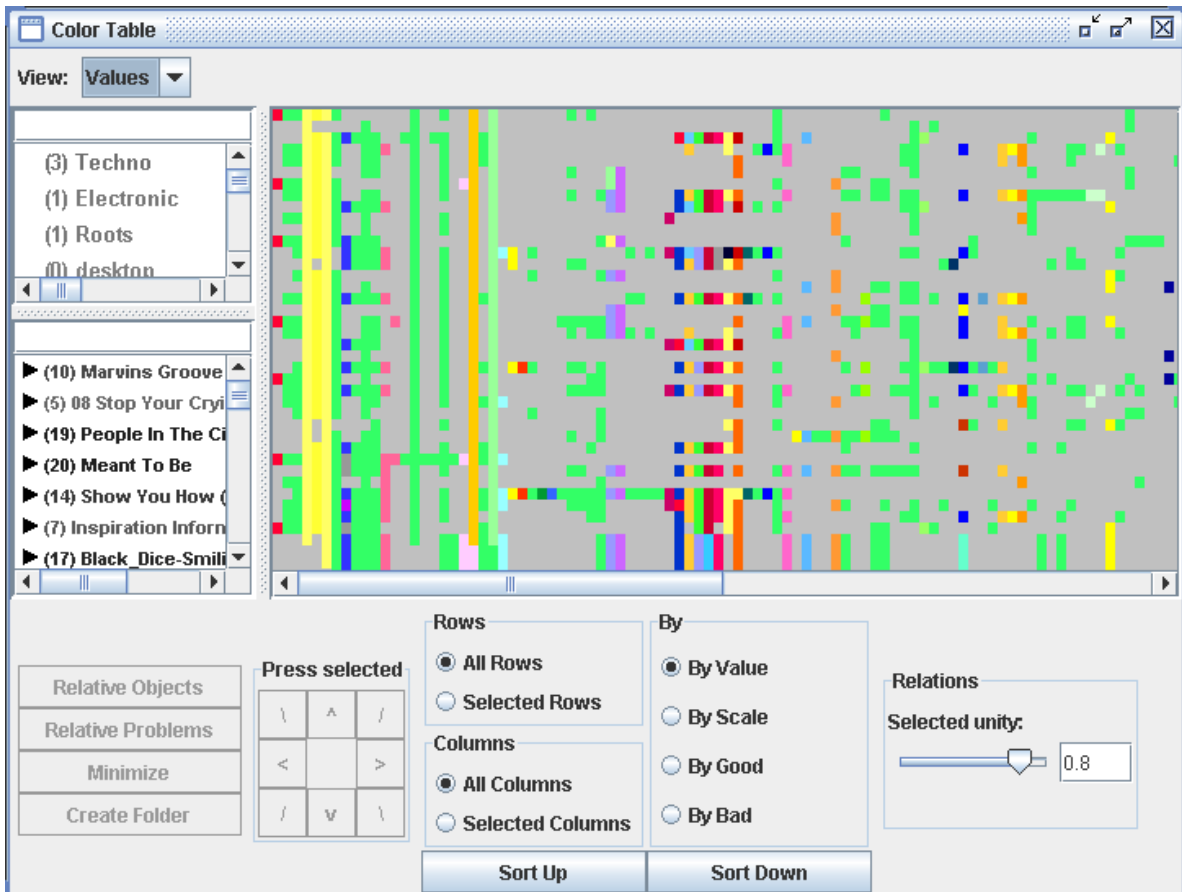 Color Table
View: Values
(3) Techno
(1) Electronic
(1) Roots
(0) deskton
(10) Marvins Groove
(5) 08 Stop Your Cryi
(19) People In The Ci
(20) Meant To Be
(14) Show You How (
(7) Inspiration Inforn
(17) Black_Dice-Smili
Relative Objects
Relative Problems
Minimize
Create Folder
Press selected
\ ^ /
< >
/ v \
Rows
All Rows
Selected Rows
Columns
All Columns
Selected Columns
By
By Value
By Scale
By Good
By Bad
Sort Up
Sort Down
Relations
Selected unity:
0.8